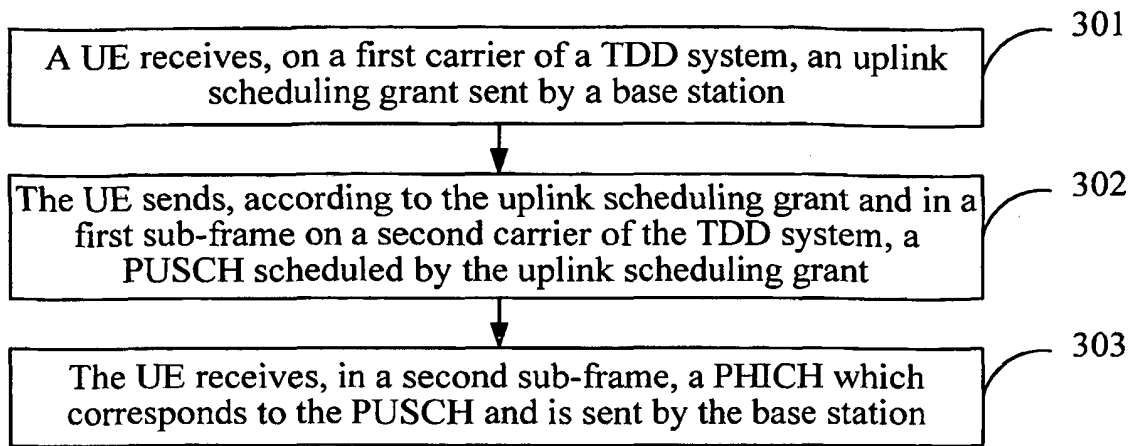 301
A UE receives, on a first carrier of a TDD system, an uplink
scheduling grant sent by a base station
302
The UE sends, according to the uplink scheduling grant and in a
first sub-frame on a second carrier of the TDD system, a
PUSCH scheduled by the uplink scheduling grant
303
The UE receives, in a second sub-frame, a PHICH which
corresponds to the PUSCH and is sent by the base station